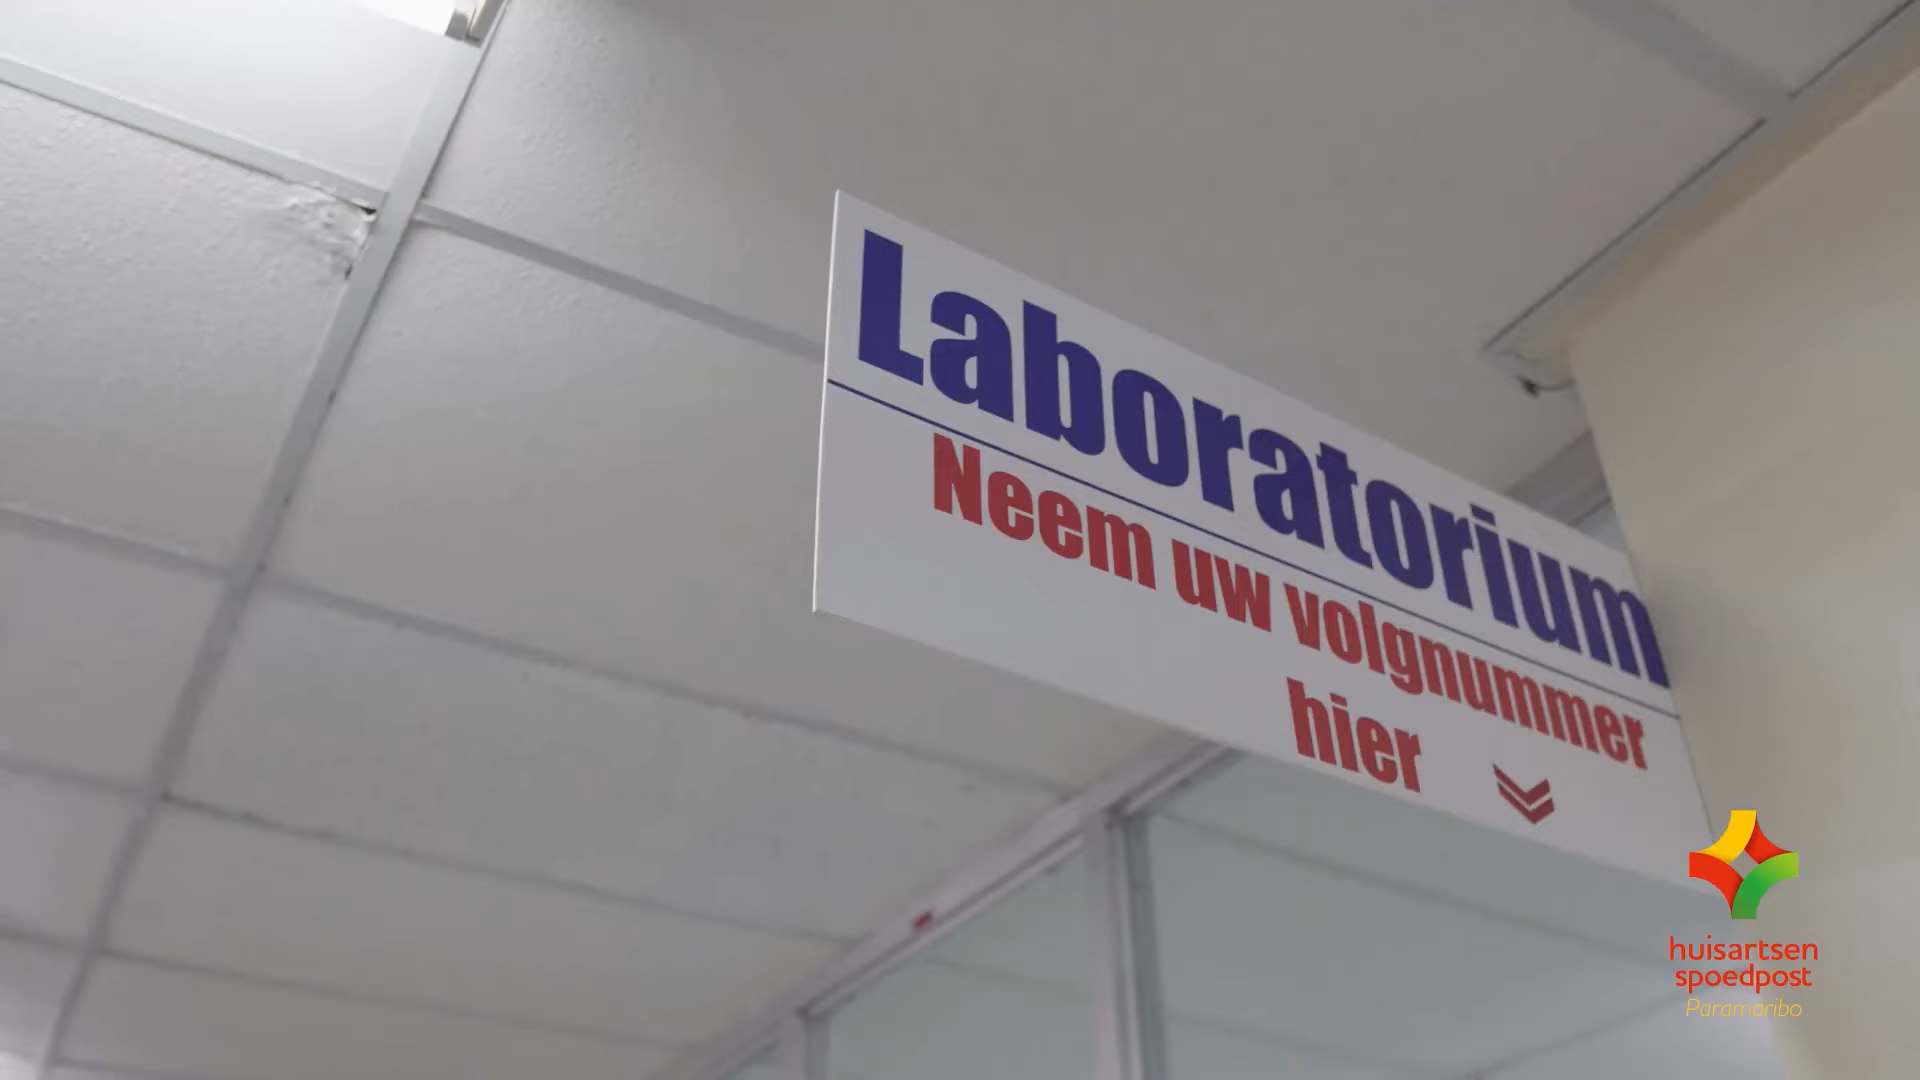 Laboratorium
Neem uw volgnummer
hier
huisartsen
spoedpost
Paramaribo